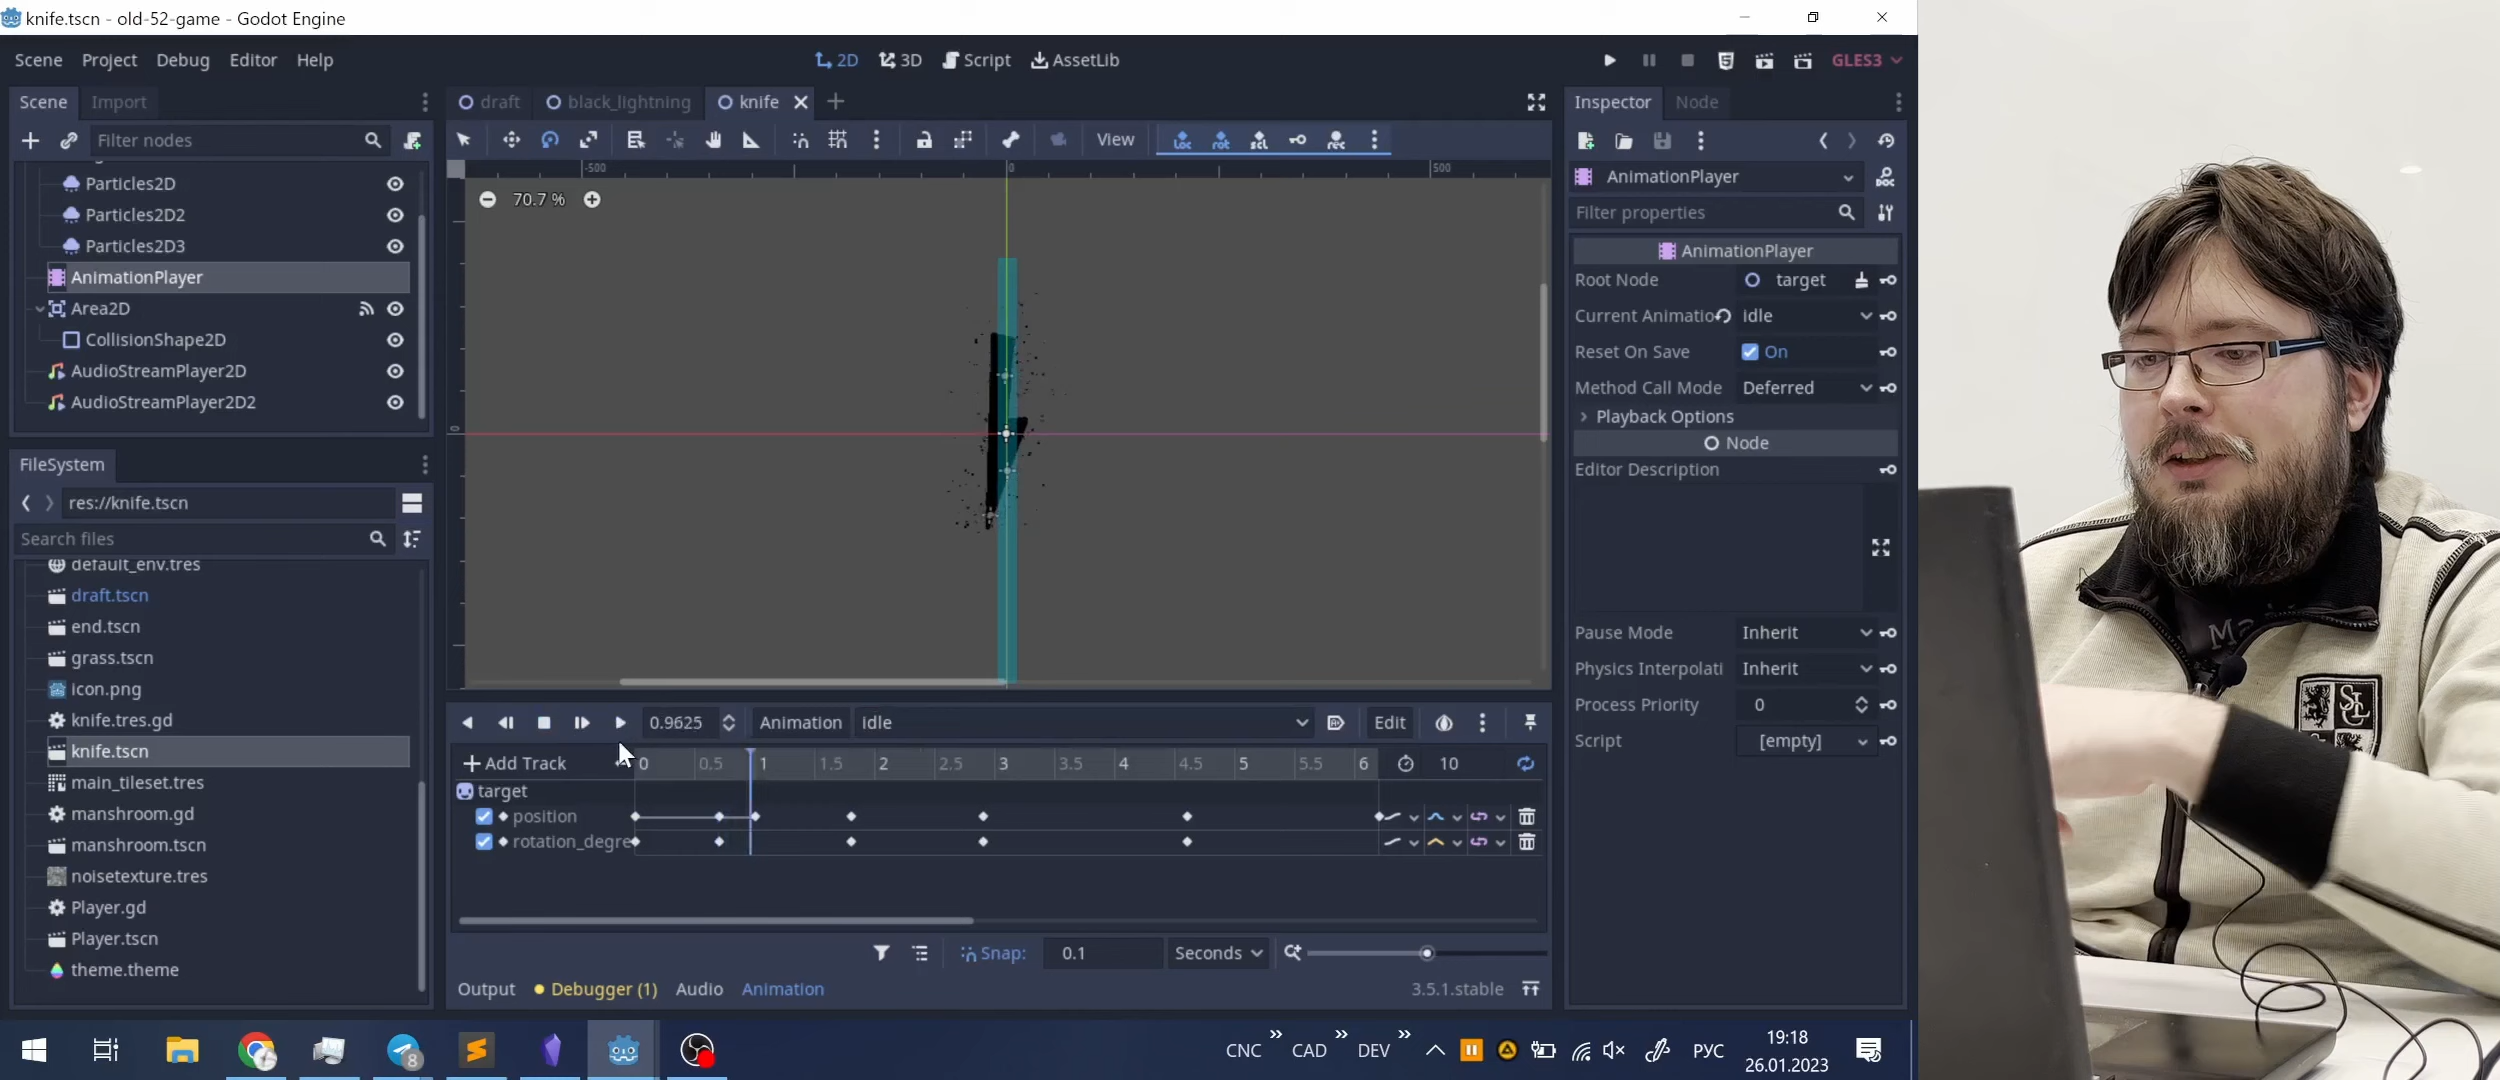 knife.tscn - old-52-game - Godot Engine
Scene Project Debug Editor Help
2D 3D Script AssetLib
GLES3
Scene Import
draft black_lightning knife
Inspector Node
Filter nodes
View
Loc rot scl rec
-500 0 500
70.7 %
0
Particles2D
Particles2D2
Particles2D3
AnimationPlayer
Area2D
CollisionShape2D
AudioStreamPlayer2D
AudioStreamPlayer2D2
FileSystem
res://knife.tscn
Search files
default_env.tres
draft.tscn
end.tscn
grass.tscn
icon.png
knife.tres.gd
knife.tscn
main_tileset.tres
manshroom.gd
manshroom.tscn
noisetexture.tres
Player.gd
Player.tscn
theme.theme
0.9625 Animation idle Edit
Add Track 0 0.5 1 1.5 2 2.5 3 3.5 4 4.5 5 5.5 6 10
target
position
rotation_degre
Snap: 0.1 Seconds
Output Debugger (1) Audio Animation 3.5.1.stable
AnimationPlayer
DOC
Filter properties
AnimationPlayer
Root Node target
Current Animatio idle
Reset On Save On
Method Call Mode Deferred
Playback Options
Node
Editor Description
Pause Mode Inherit
Physics Interpolati Inherit
Process Priority 0
Script [empty]
8
CNC CAD DEV РУС
19:18
26.01.2023